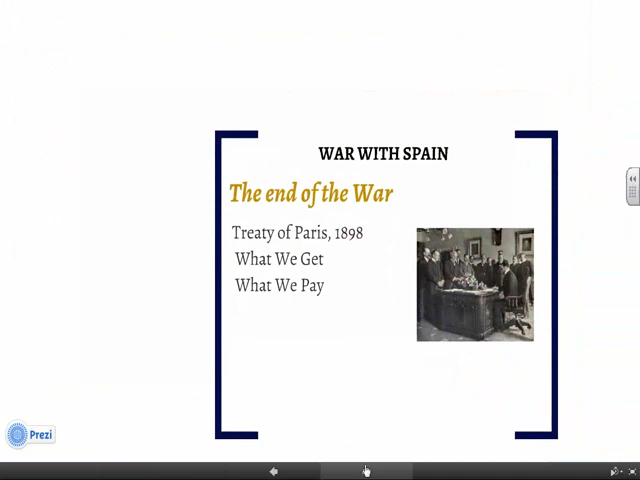 WAR WITH SPAIN
The end of the War
Treaty of Paris, 1898
What We Get
What We Pay
Prezi